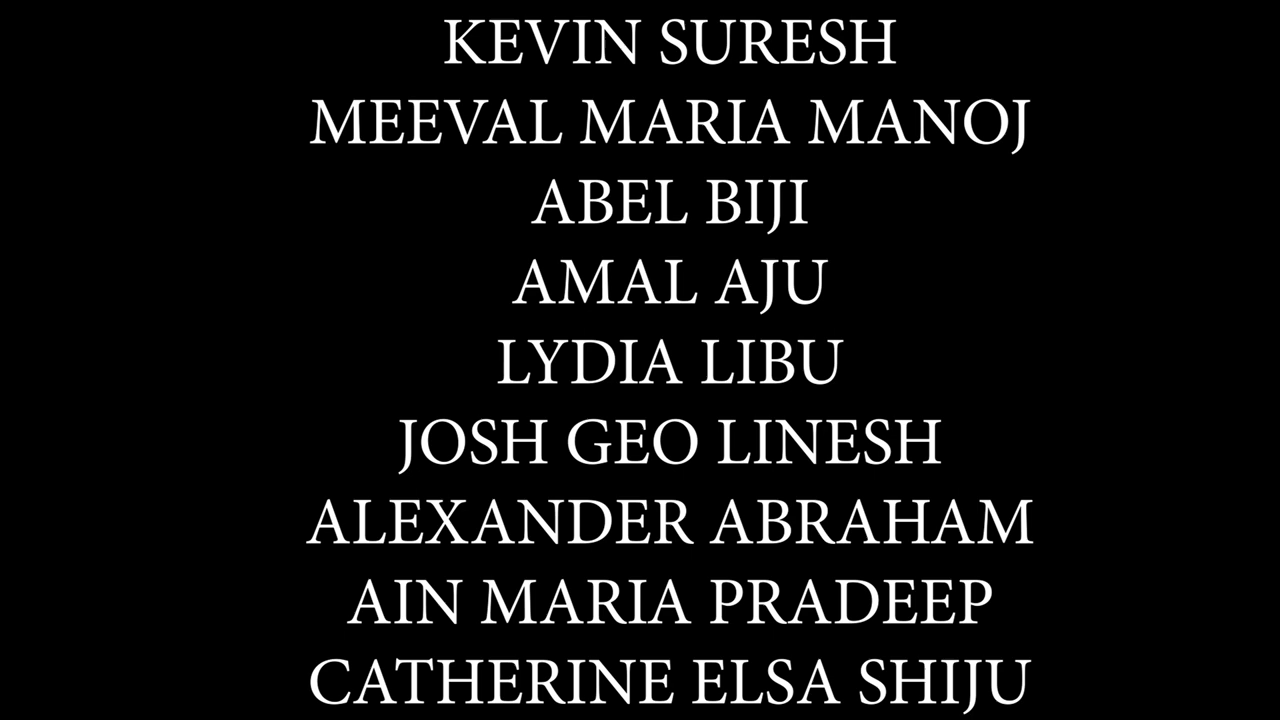 KEVIN SURESH
MEEVAL MARIA MANOJ
ABEL BIJI
AMAL AJU
LYDIA LIBU
JOSH GEO LINESH
ALEXANDER ABRAHAM
AIN MARIA PRADEEP
CATHERINE ELSA SHIJU